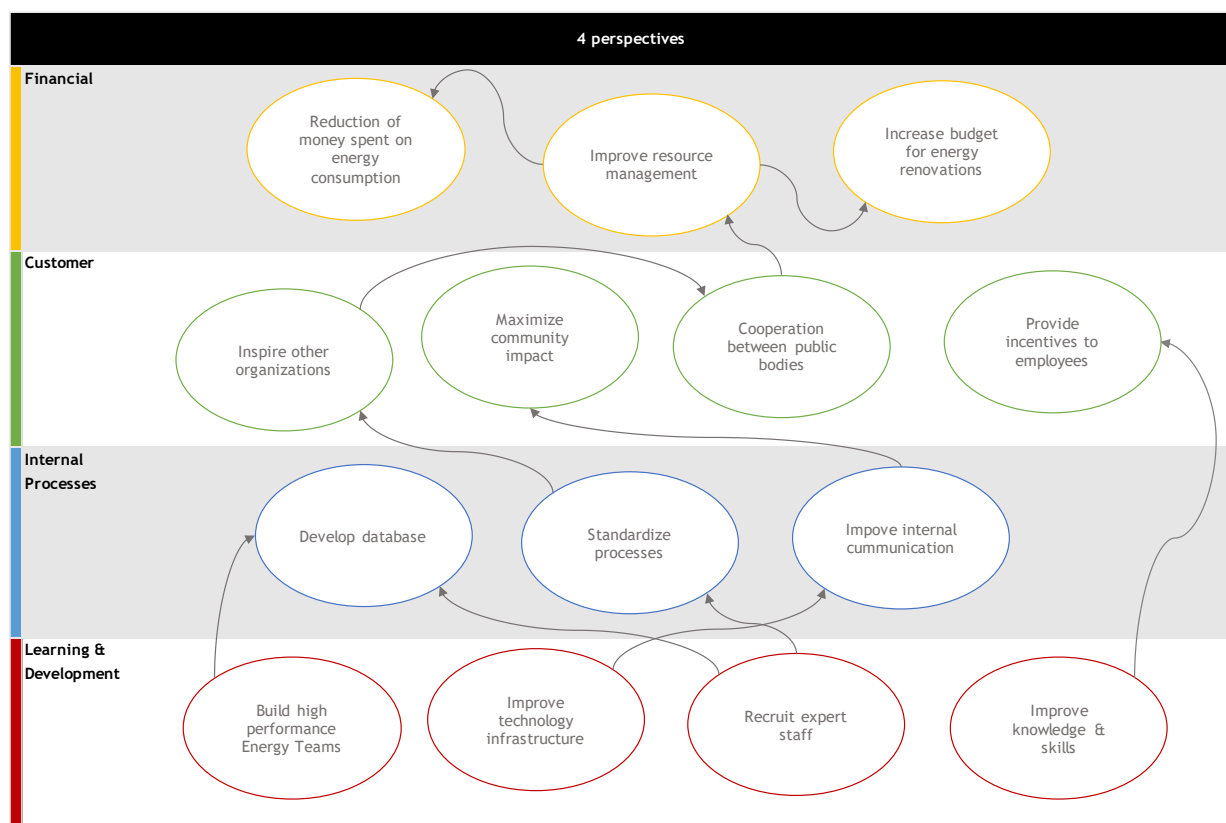 4 perspectives
Financial
Reduction of
money spent on
energy
consumption
Improve resource
management
Increase budget
for energy
renovations
Customer
Inspire other
organizations
Maximize
community
impact
Cooperation
between public
bodies
Provide
incentives to
employees
Internal
Processes
Develop database
Standardize
processes
Impove internal
cummunication
Learning &
Development
Build high
performance
Energy Teams
Improve
technology
infrastructure
Recruit expert
staff
Improve
knowledge &
skills